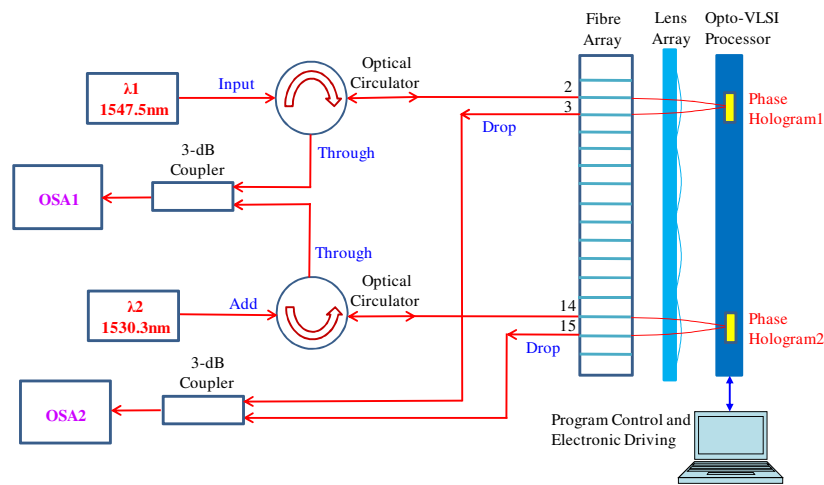 Fibre
Array
Lens
Array
Opto-VLSI
Processor
λ1
1547.5nm
Input
Optical
Circulator
2
3
Drop
Phase
Hologram1
Through
3-dB
Coupler
OSA1
Through
λ2
1530.3nm
Add
Optical
Circulator
14
15
Drop
Phase
Hologram2
3-dB
Coupler
OSA2
Program Control and
Electronic Driving